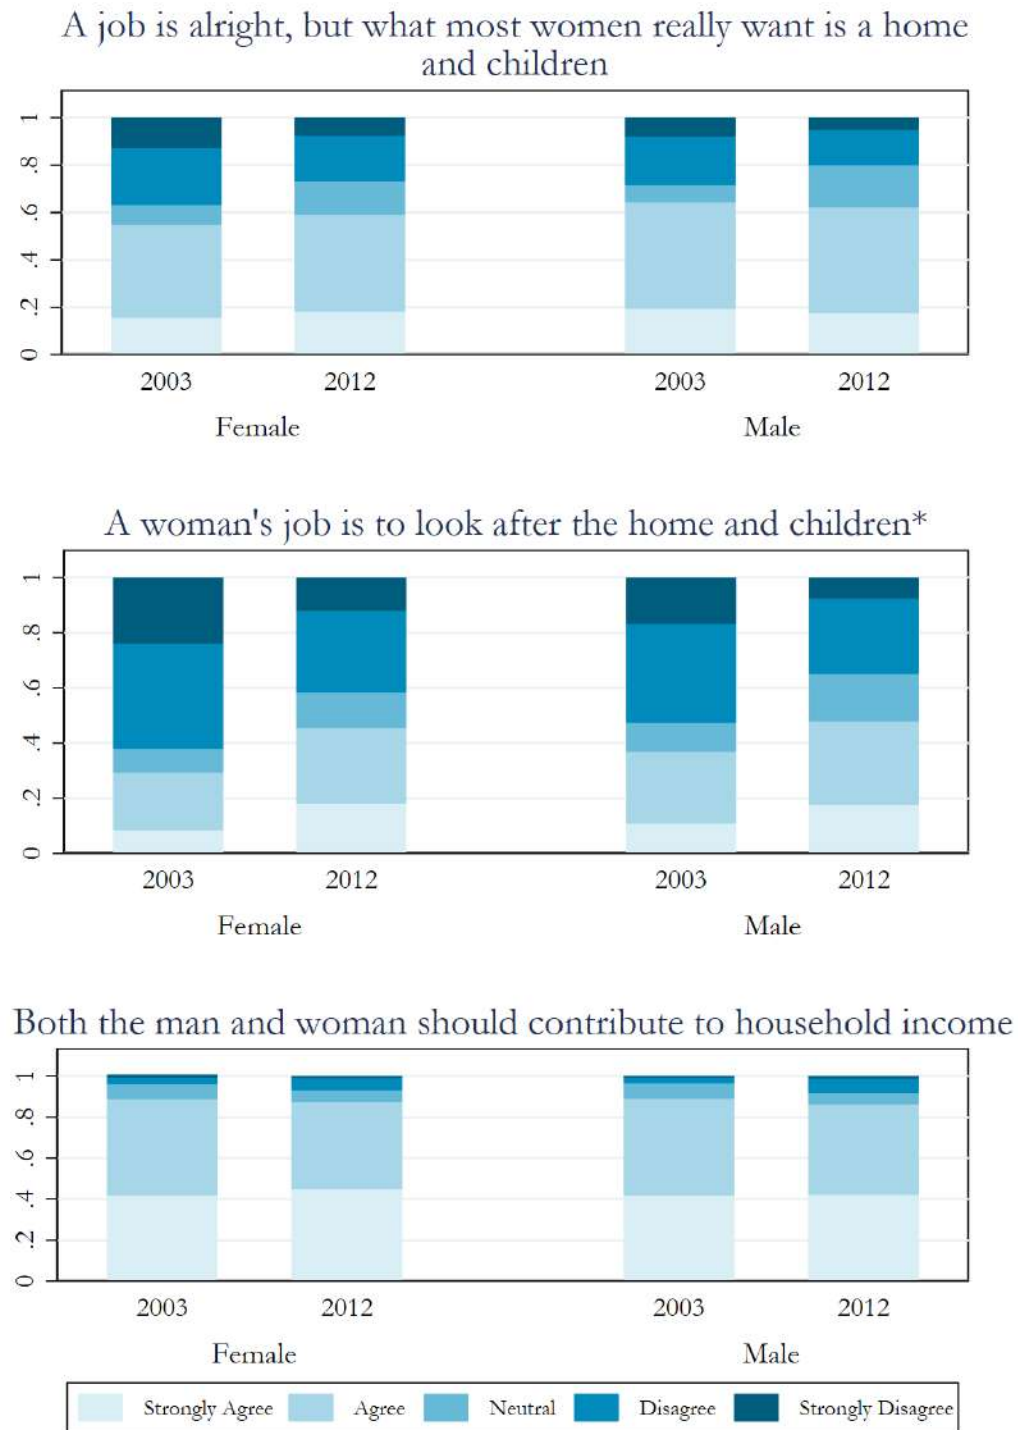 A job is alright, but what most women really want is a home
and children
1
.8
.6
.4
.2
0
2003 2012 2003 2012
Female Male
A woman's job is to look after the home and children*
1
.8
.6
.4
.2
0
2003 2012 2003 2012
Female Male
Both the man and woman should contribute to household income
1
.8
.6
.4
.2
0
2003 2012 2003 2012
Female Male
Strongly Agree Agree Neutral Disagree Strongly Disagree